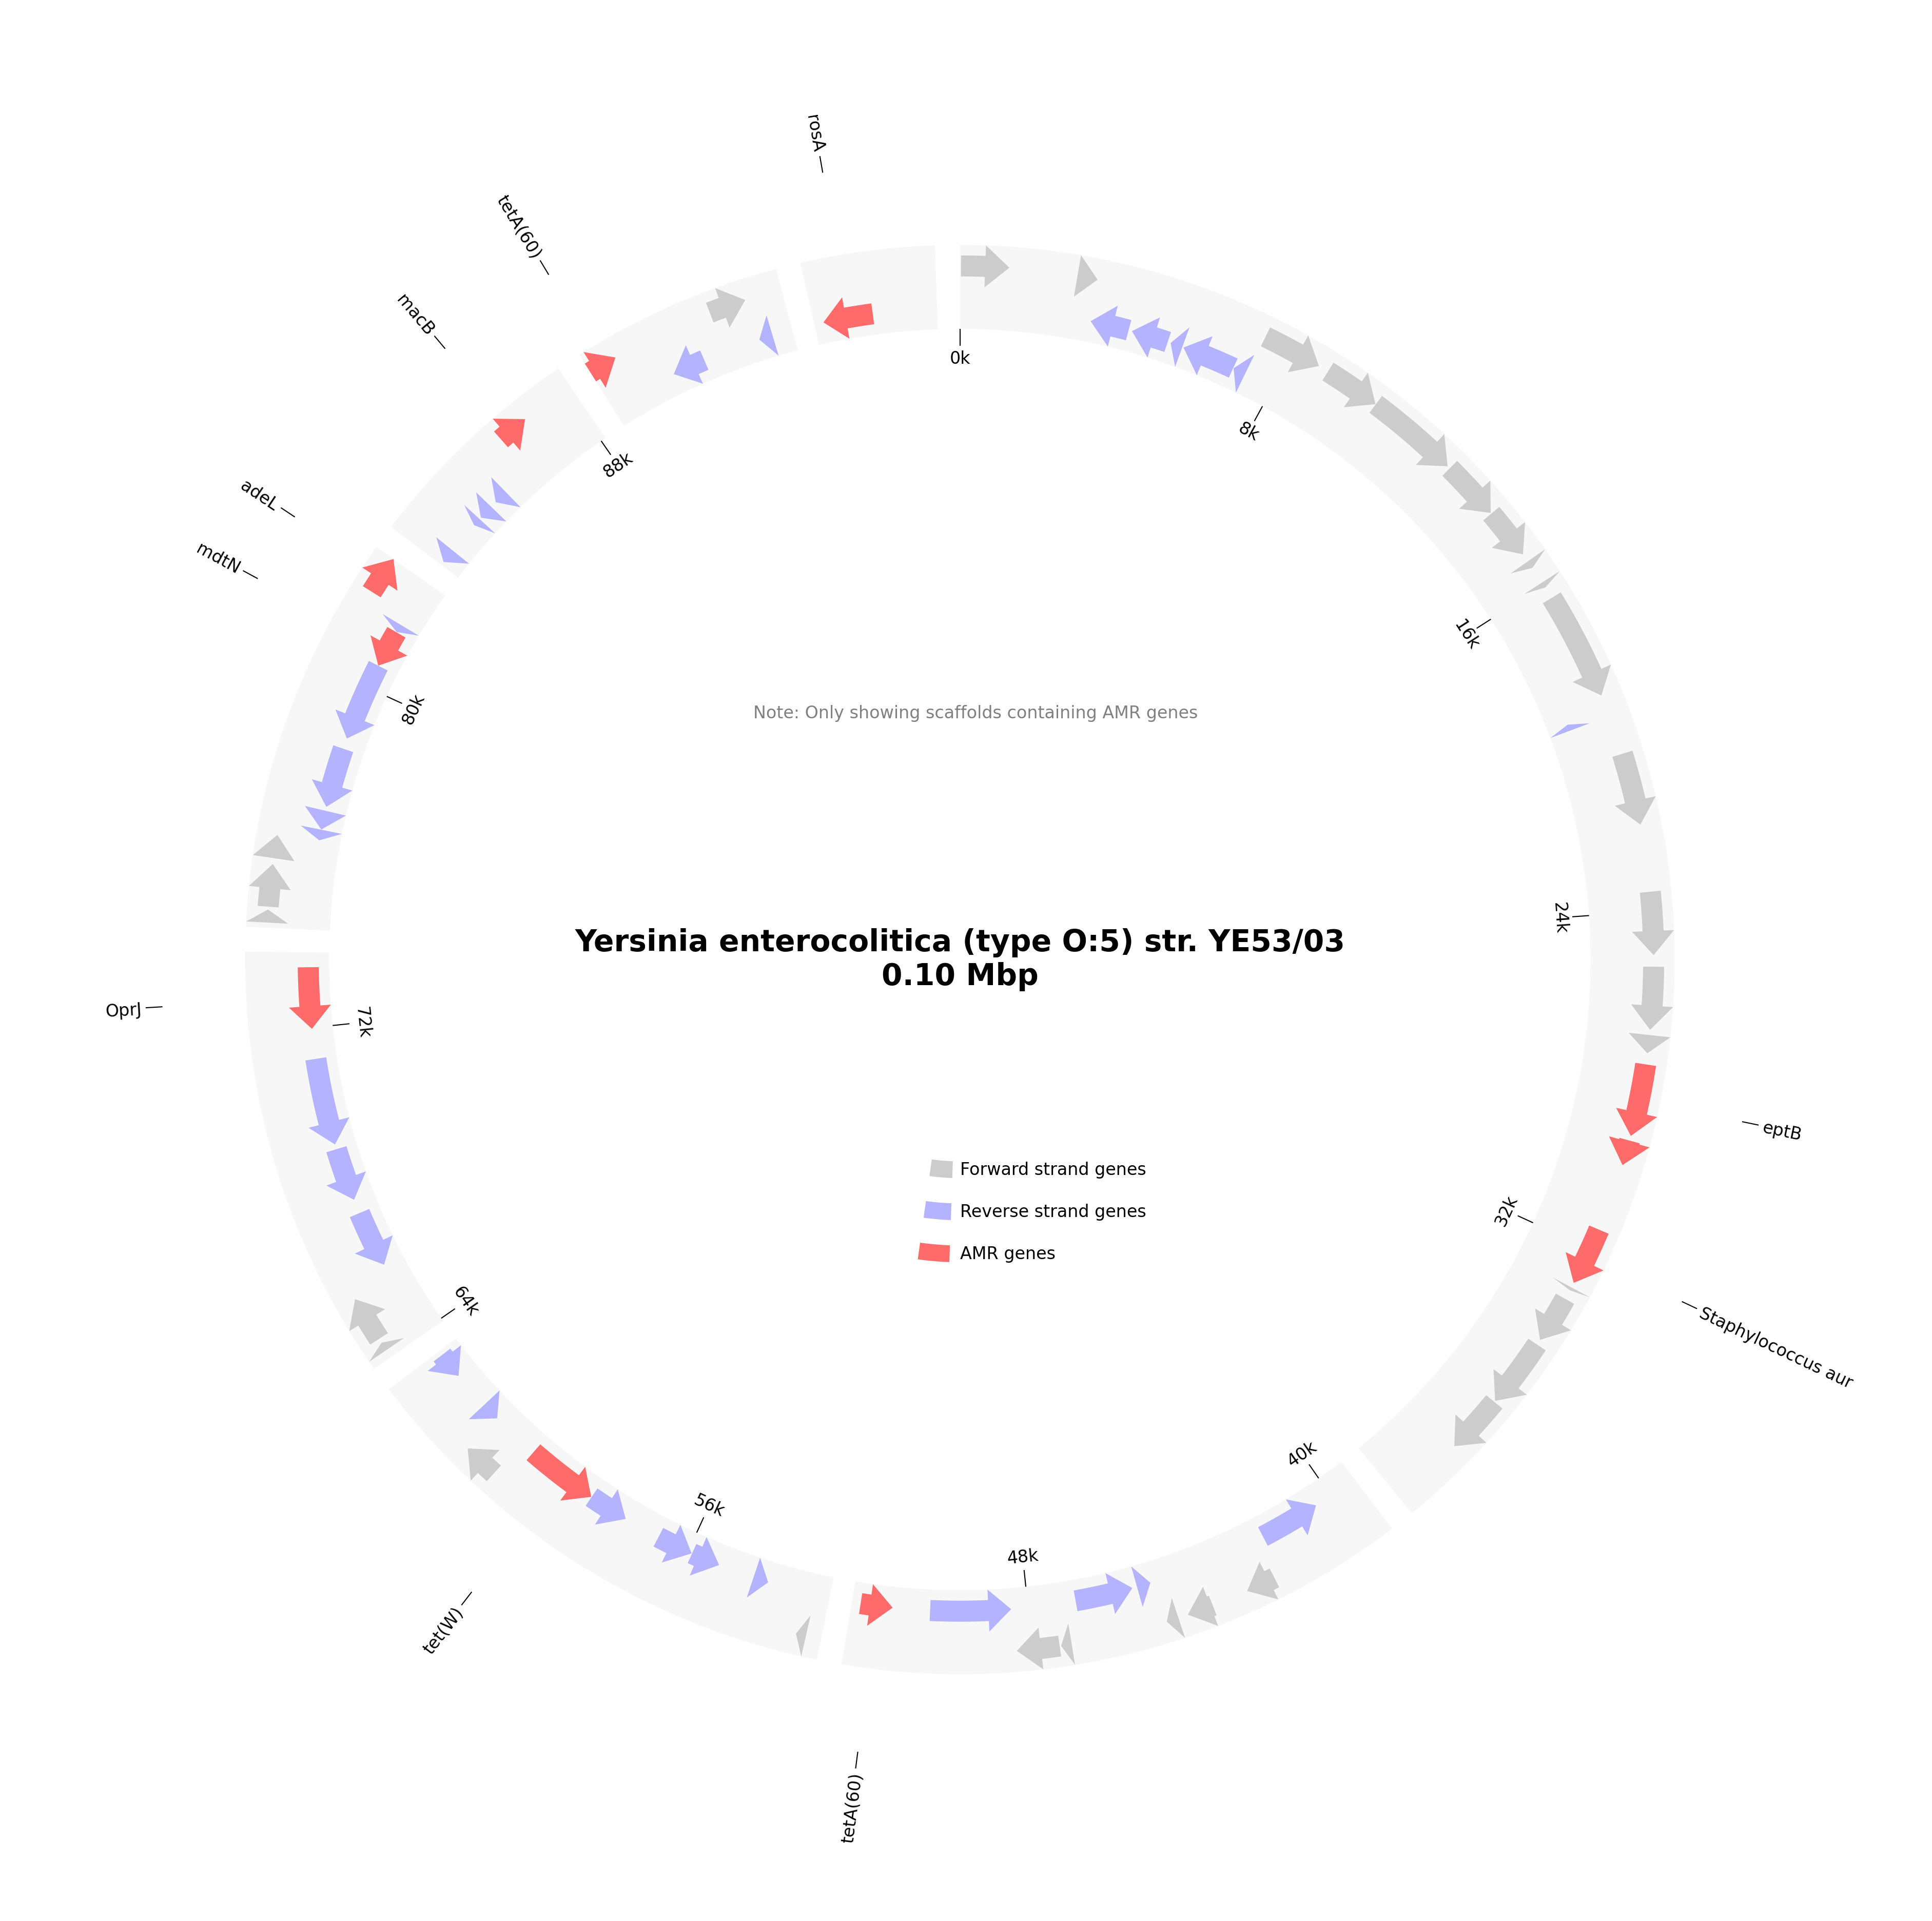 rosA
tetA(60)
macB
adeL
mdtN
OprJ
tet(W)
tetA(60)
Staphylococcus aur
eptB
0k
8k
16k
24k
32k
40k
48k
56k
64k
72k
80k
88k
Note: Only showing scaffolds containing AMR genes
Yersinia enterocolitica (type O:5) str. YE53/03
0.10 Mbp
Forward strand genes
Reverse strand genes
AMR genes